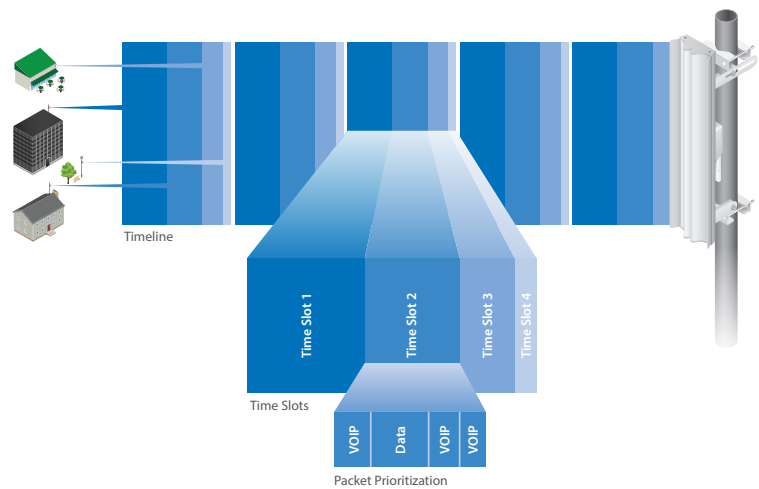 Timeline
Time Slot 1
Time Slot 2
Time Slot 3
Time Slot 4
Time Slots
VOIP
Data
VOIP
VOIP
Packet Prioritization